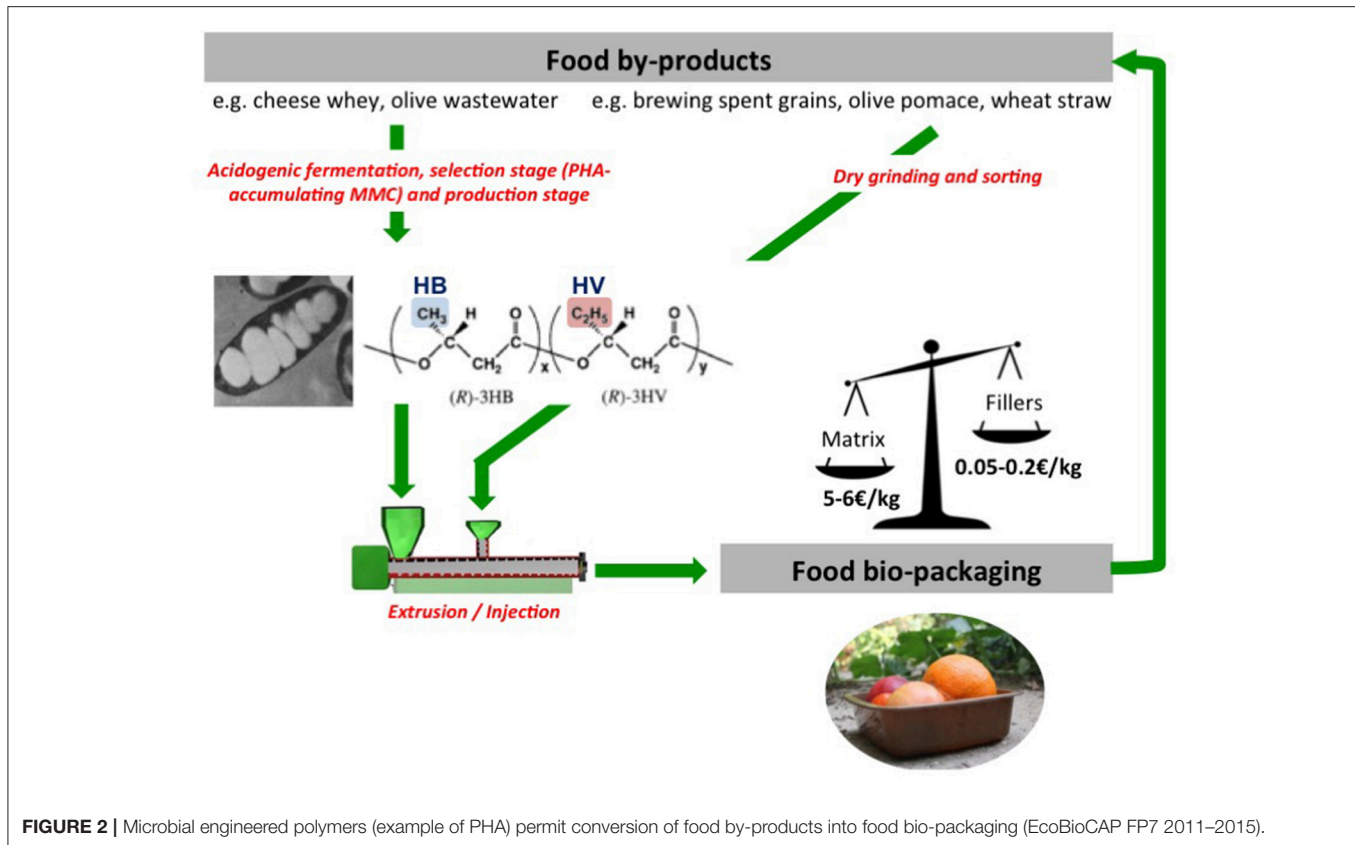 Food by-products
e.g. cheese whey, olive wastewater
e.g. brewing spent grains, olive pomace, wheat straw
Acidogenic fermentation, selection stage (PHA-
accumulating MMC) and production stage
Dry grinding and sorting
HB
HV
CH3
H
O
C
C
O
CH2
x
C2H5
H
O
C
C
O
CH2
y
(R)-3HB
(R)-3HV
Matrix
5-6€/kg
Fillers
0.05-0.2€/kg
Extrusion / Injection
Food bio-packaging
FIGURE 2 | Microbial engineered polymers (example of PHA) permit conversion of food by-products into food bio-packaging (EcoBioCAP FP7 2011–2015).